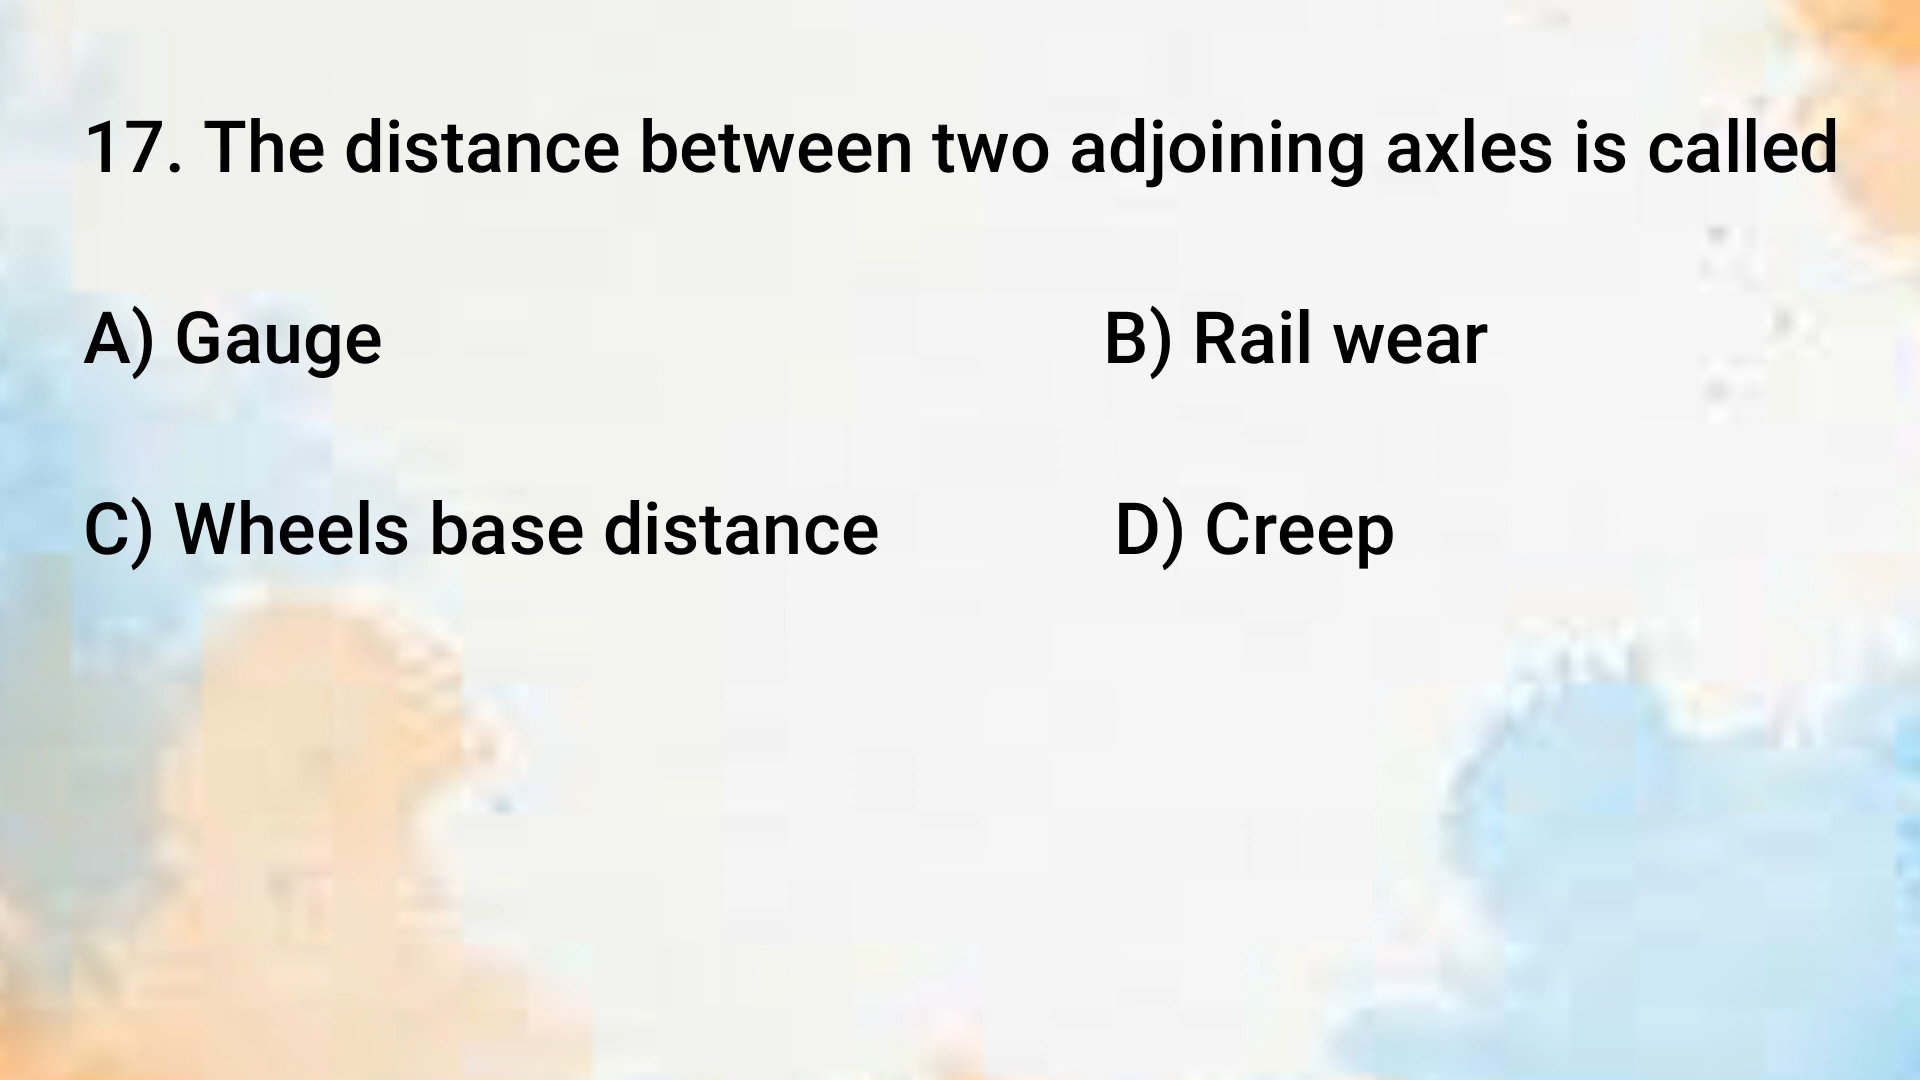 17. The distance between two adjoining axles is called
A) Gauge B) Rail wear
C) Wheels base distance D) Creep